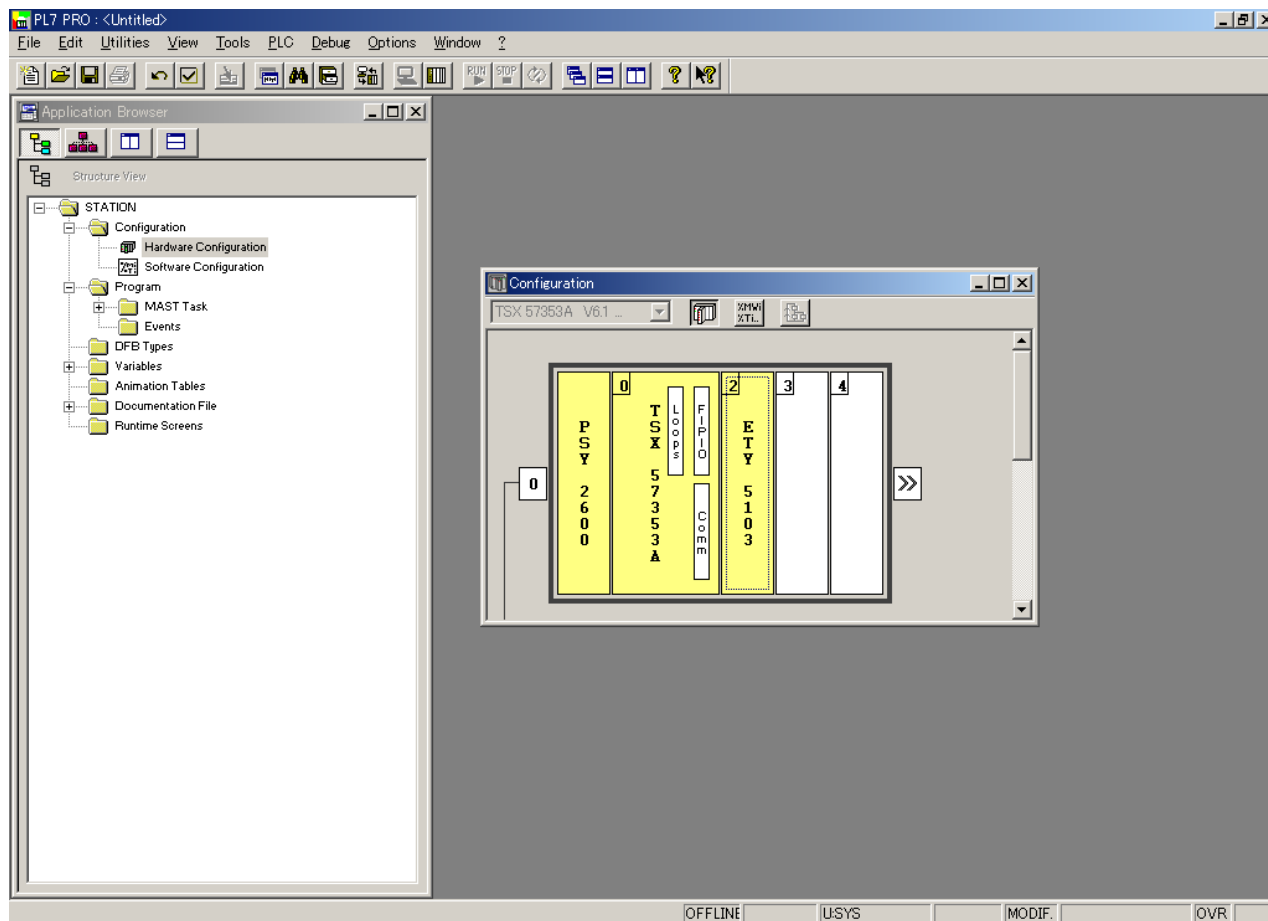 PL7 PRO : <Untitled>
File Edit Utilities View Tools PLC Debug Options Window ?
RUN STOP
Application Browser
Structure View
STATION
Configuration
Hardware Configuration
Software Configuration
Program
MAST Task
Events
DFB Types
Variables
Animation Tables
Documentation File
Runtime Screens
Configuration
TSX 57353A V6.1 ...
%MWi
%Ti..
0
PSY 2600
0
TSX 57353A
Loops
FIPIO
Comm
2
ETY 5103
3
4
OFFLINE U:SYS MODIF. OVR